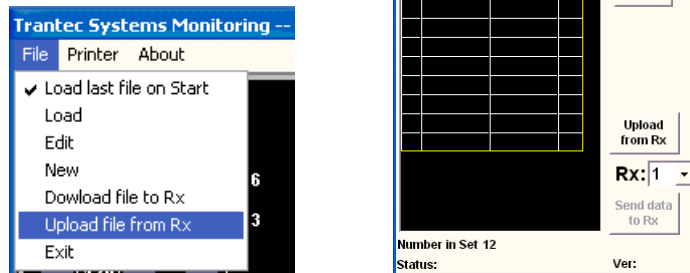 Trantec Systems Monitoring --
File Printer About
Load last file on Start
Load
Edit
New
Dowload file to Rx
Upload file from Rx
Exit
6
3
Upload
from Rx
Rx: 1
Send data
to Rx
Number in Set 12
Status:
Ver: